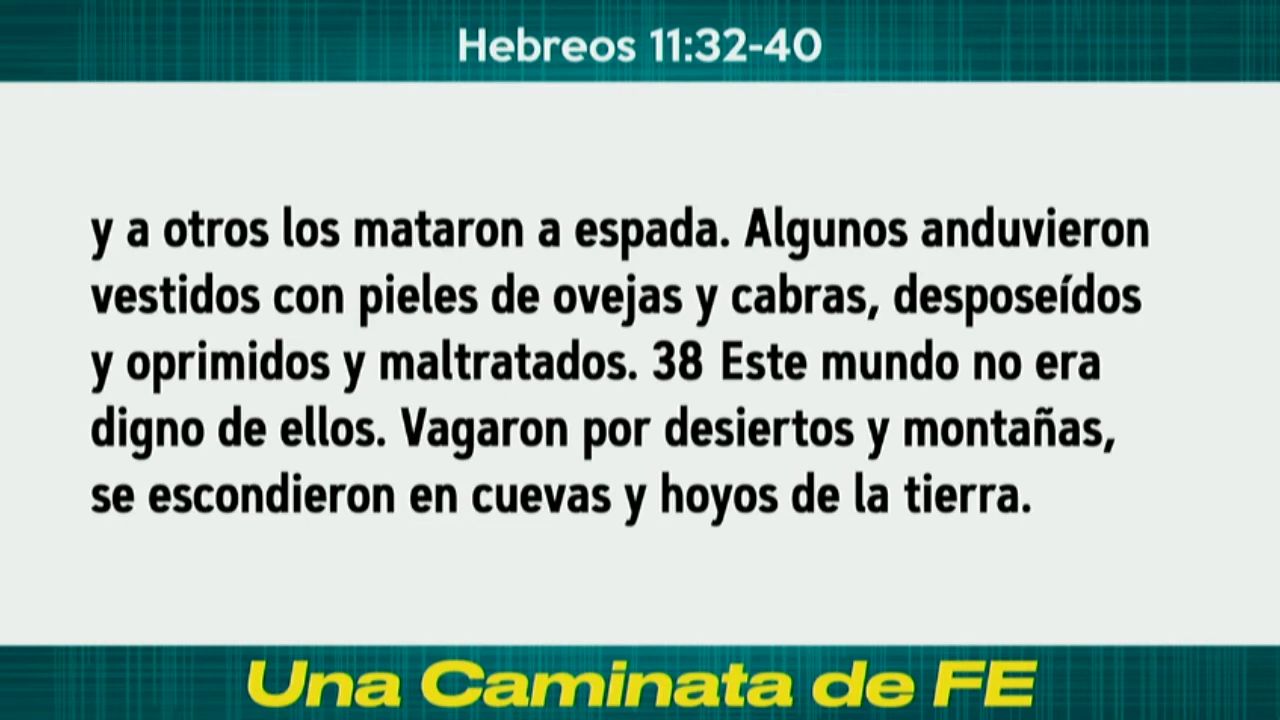 Hebreos 11:32-40
y a otros los mataron a espada. Algunos anduvieron
vestidos con pieles de ovejas y cabras, desposeídos
y oprimidos y maltratados. 38 Este mundo no era
digno de ellos. Vagaron por desiertos y montañas,
se escondieron en cuevas y hoyos de la tierra.
Una Caminata de FE